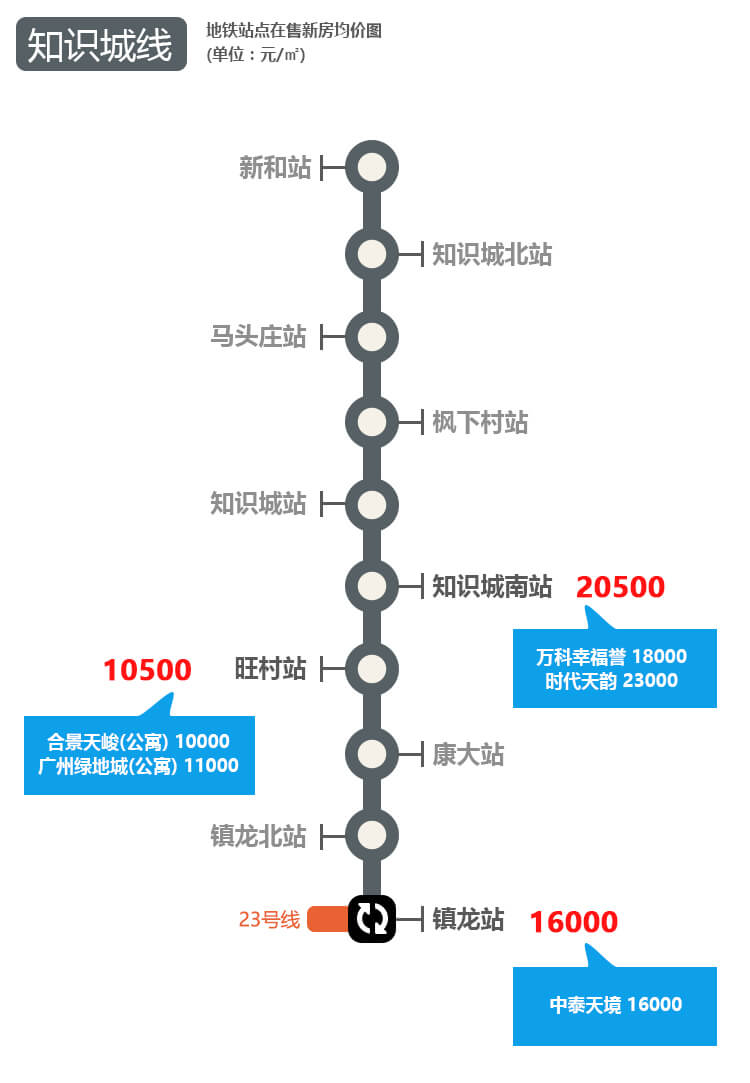 知识城线
地铁站点在售新房均价图
(单位：元/㎡)
新和站
知识城北站
马头庄站
枫下村站
知识城站
知识城南站 20500
万科幸福誉 18000
时代天韵 23000
10500 旺村站
合景天峻(公寓) 10000
广州绿地城(公寓) 11000
康大站
镇龙北站
23号线
镇龙站 16000
中泰天境 16000